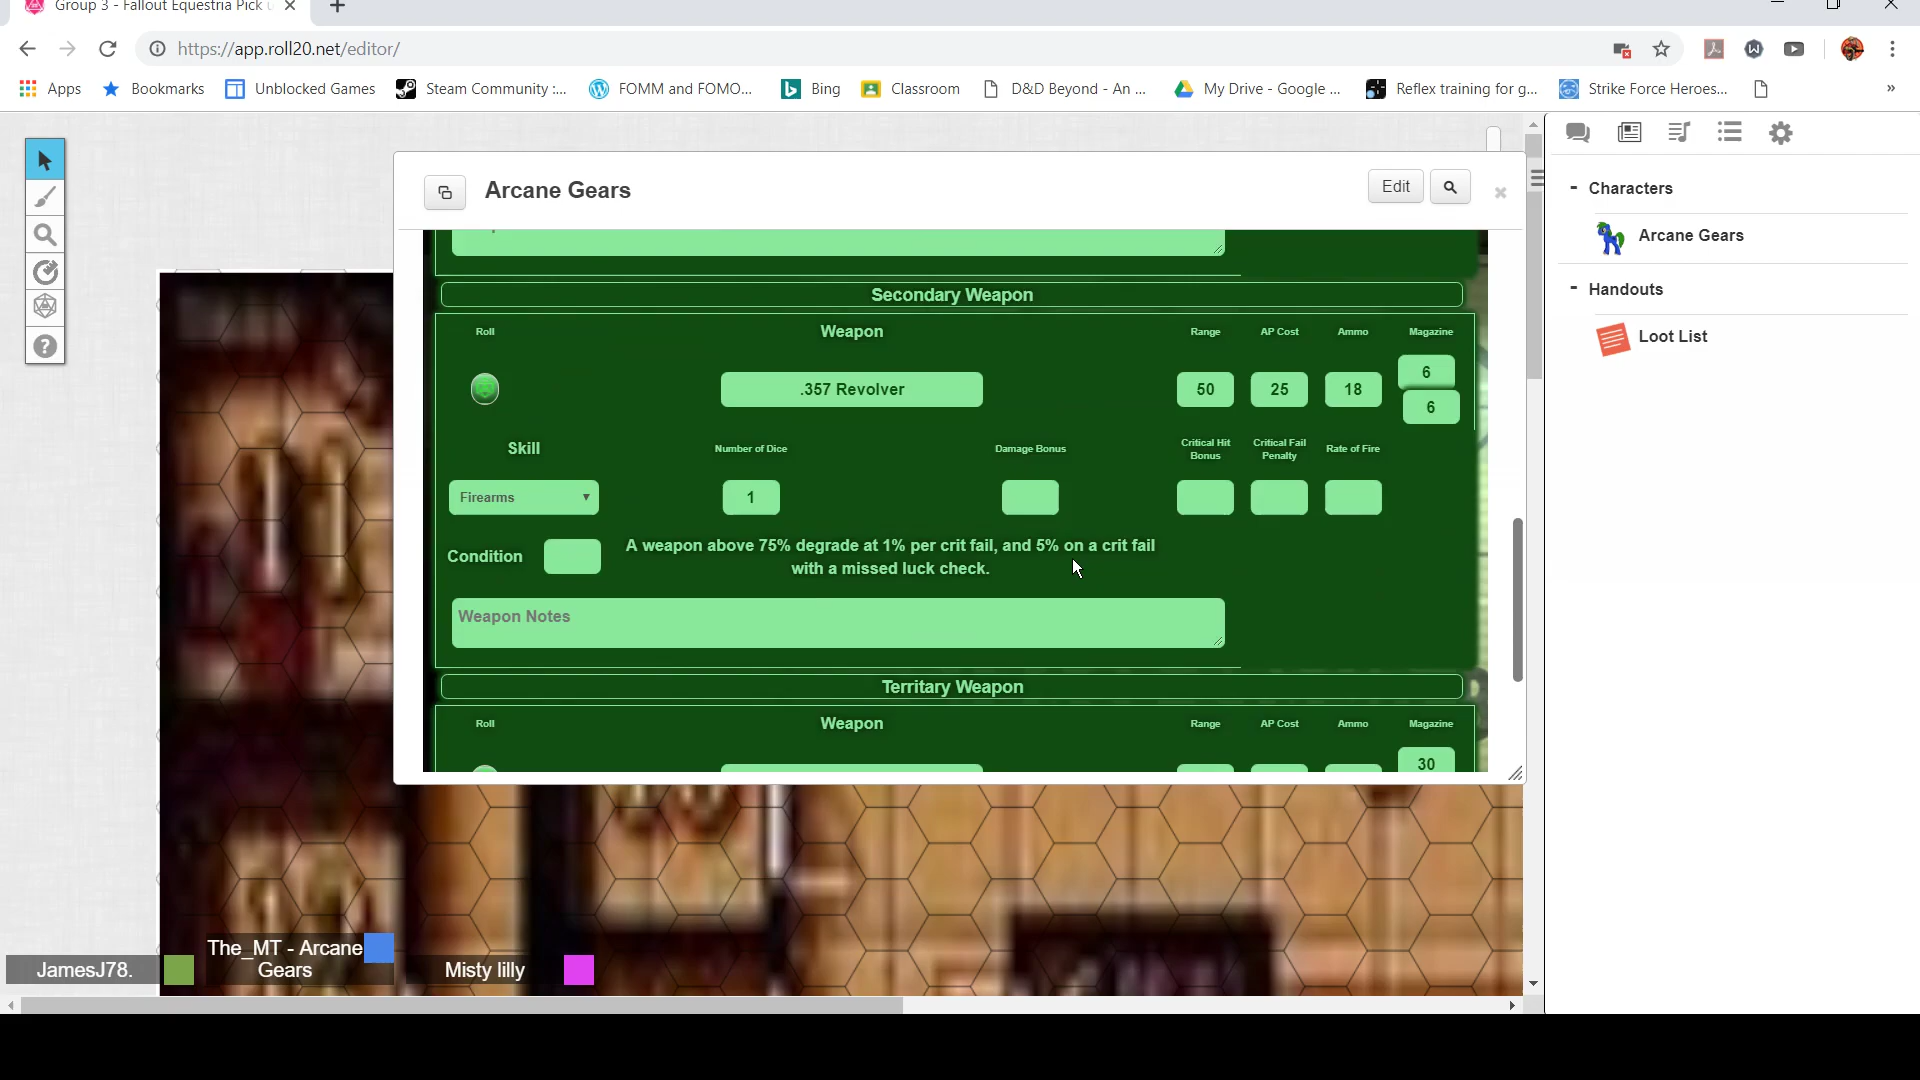 Group 3 - Fallout Equestria Pick u
https://app.roll20.net/editor/
Apps Bookmarks Unblocked Games Steam Community :... FOMM and FOMO... Bing Classroom D&D Beyond - An ... My Drive - Google ... Reflex training for g... Strike Force Heroes... »
Arcane Gears
Edit
Characters
Arcane Gears
Handouts
Loot List
Secondary Weapon
Roll Weapon Range AP Cost Ammo Magazine
.357 Revolver 50 25 18 6
6
Skill Number of Dice Damage Bonus Critical Hit Bonus Critical Fail Penalty Rate of Fire
Firearms 1
Condition
A weapon above 75% degrade at 1% per crit fail, and 5% on a crit fail
with a missed luck check.
Weapon Notes
Territary Weapon
Roll Weapon Range AP Cost Ammo Magazine
30
JamesJ78.
The_MT - Arcane
Gears
Misty lilly